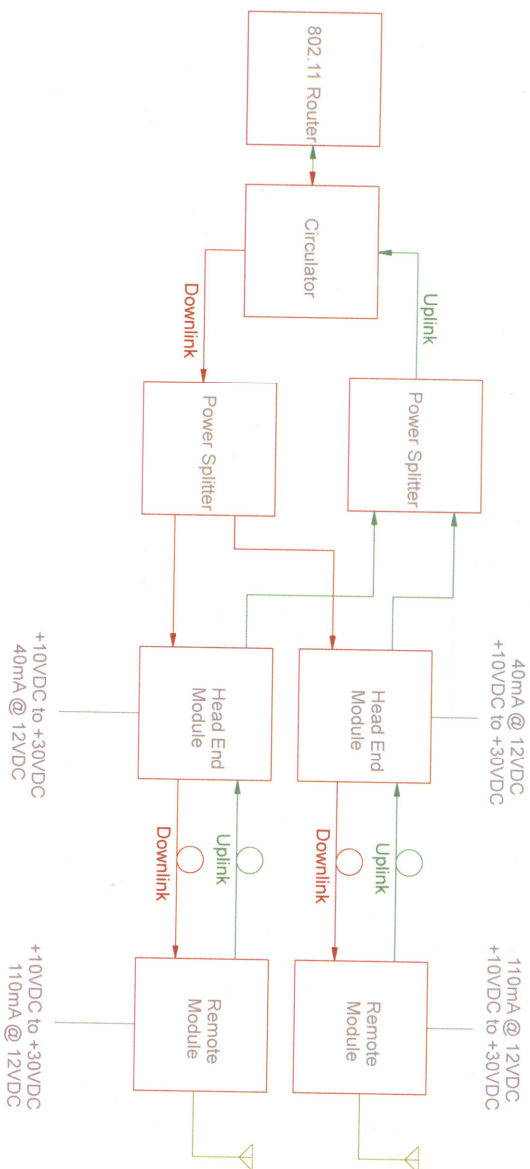 802.11 Router
Circulator
Uplink
Downlink
Power Splitter
Power Splitter
40mA @ 12VDC
+10VDC to +30VDC
Head End
Module
Head End
Module
+10VDC to +30VDC
40mA @ 12VDC
Uplink
Downlink
Uplink
Downlink
110mA @ 12VDC
+10VDC to +30VDC
Remote
Module
Remote
Module
+10VDC to +30VDC
110mA @ 12VDC